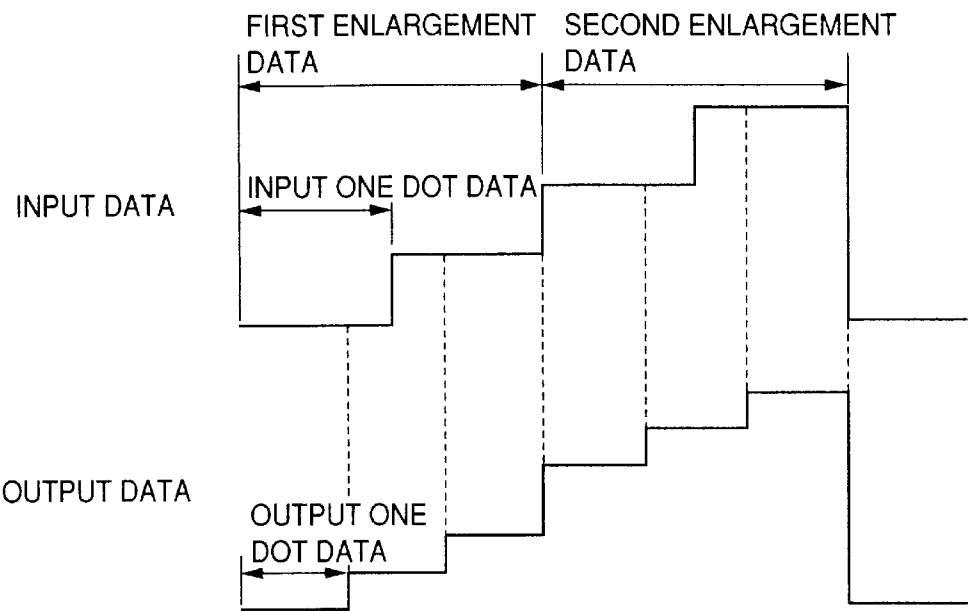 FIRST ENLARGEMENT
DATA
SECOND ENLARGEMENT
DATA
INPUT ONE DOT DATA
INPUT DATA
OUTPUT DATA
OUTPUT ONE
DOT DATA